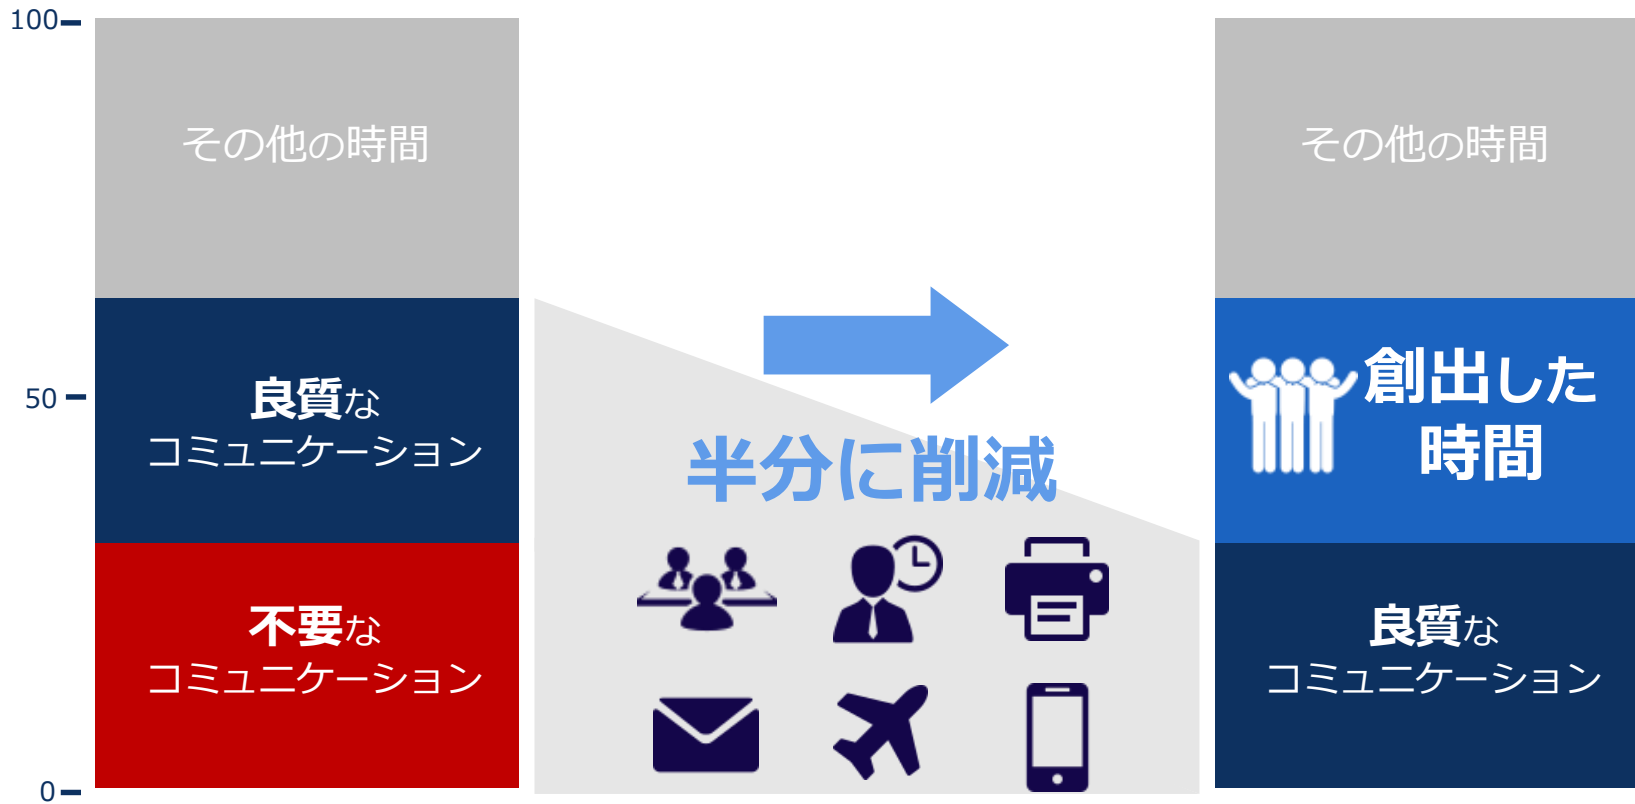 100
50
0
その他の時間
良質な
コミュニケーション
不要な
コミュニケーション
半分に削減
その他の時間
創出した
時間
良質な
コミュニケーション